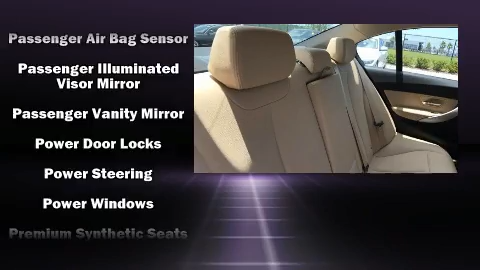 Passenger Air Bag Sensor
Passenger Illuminated
Visor Mirror
Passenger Vanity Mirror
Power Door Locks
Power Steering
Power Windows
Premium Synthetic Seats